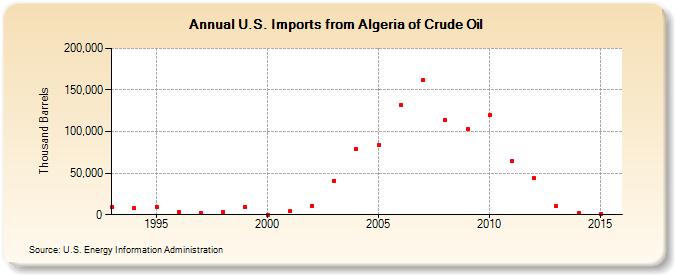 Annual U.S. Imports from Algeria of Crude Oil
Thousand Barrels
200,000
150,000
100,000
50,000
0
1995 2000 2005 2010 2015
Source: U.S. Energy Information Administration